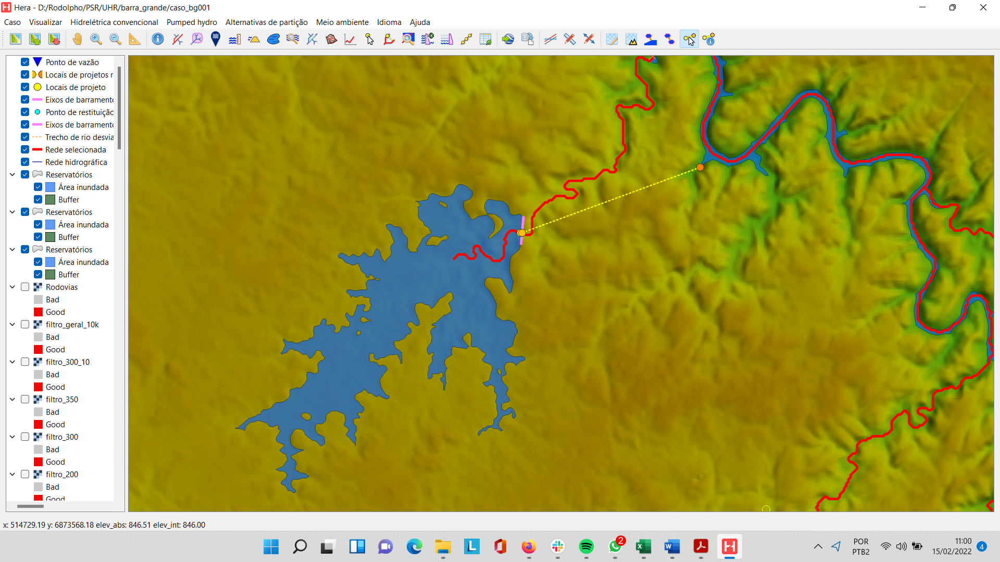 Hera - D:/Rodolpho/PSR/UHR/barra_grande/caso_bg001
Caso Visualizar Hidrelétrica convencional Pumped hydro Alternativas de partição Meio ambiente Idioma Ajuda
Ponto de vazão
Locais de projetos r
Locais de projeto
Eixos de barramento
Ponto de restituição
Eixos de barramento
Trecho de rio desvia
Rede selecionada
Rede hidrográfica
Reservatórios
Área inundada
Buffer
Reservatórios
Área inundada
Buffer
Reservatórios
Área inundada
Buffer
Rodovias
Bad
Good
filtro_geral_10k
Bad
Good
filtro_300_10
Bad
Good
filtro_350
Bad
Good
filtro_300
Bad
Good
filtro_200
Bad
Good
x: 514729.19 y: 6873568.18 elev_abs: 846.51 elev_int: 846.00
2
POR
PTB2
11:00
15/02/2022
4